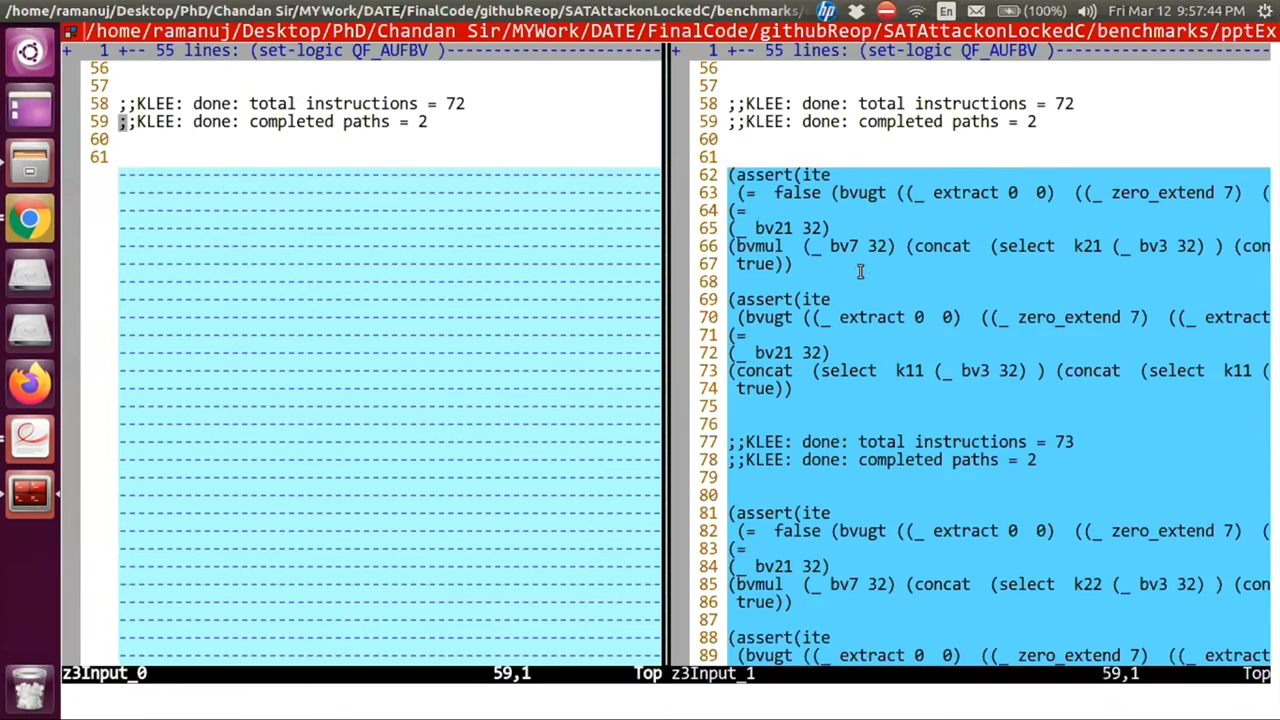 /home/ramanuj/Desktop/PhD/Chandan Sir/MYWork/DATE/FinalCode/githubReop/SATAttackonLockedC/benchmarks/
hp
En
(100%)
Fri Mar 12 9:57:44 PM
/home/ramanuj/Desktop/PhD/Chandan Sir/MYWork/DATE/FinalCode/githubReop/SATAttackonLockedC/benchmarks/pptEx
+ 1 +-- 55 lines: (set-logic QF_AUFBV )-----------------------
56
57
58 ;;KLEE: done: total instructions = 72
59 ;;KLEE: done: completed paths = 2
60
61
z3Input_0 59,1 Top
+ 1 +-- 55 lines: (set-logic QF_AUFBV )-----------------------
56
57
58 ;;KLEE: done: total instructions = 72
59 ;;KLEE: done: completed paths = 2
60
61
62 (assert(ite
63  (=  false (bvugt ((_ extract 0  0)  ((_ zero_extend 7)  (
64 (=
65 (_ bv21 32)
66 (bvmul  (_ bv7 32) (concat  (select  k21 (_ bv3 32) ) (con
67  true))
68
69 (assert(ite
70  (bvugt ((_ extract 0  0)  ((_ zero_extend 7)  ((_ extract
71 (=
72 (_ bv21 32)
73 (concat  (select  k11 (_ bv3 32) ) (concat  (select  k11 (
74  true))
75
76
77 ;;KLEE: done: total instructions = 73
78 ;;KLEE: done: completed paths = 2
79
80
81 (assert(ite
82  (=  false (bvugt ((_ extract 0  0)  ((_ zero_extend 7)  (
83 (=
84 (_ bv21 32)
85 (bvmul  (_ bv7 32) (concat  (select  k22 (_ bv3 32) ) (con
86  true))
87
88 (assert(ite
89  (bvugt ((_ extract 0  0)  ((_ zero_extend 7)  ((_ extract
z3Input_1 59,1 Top